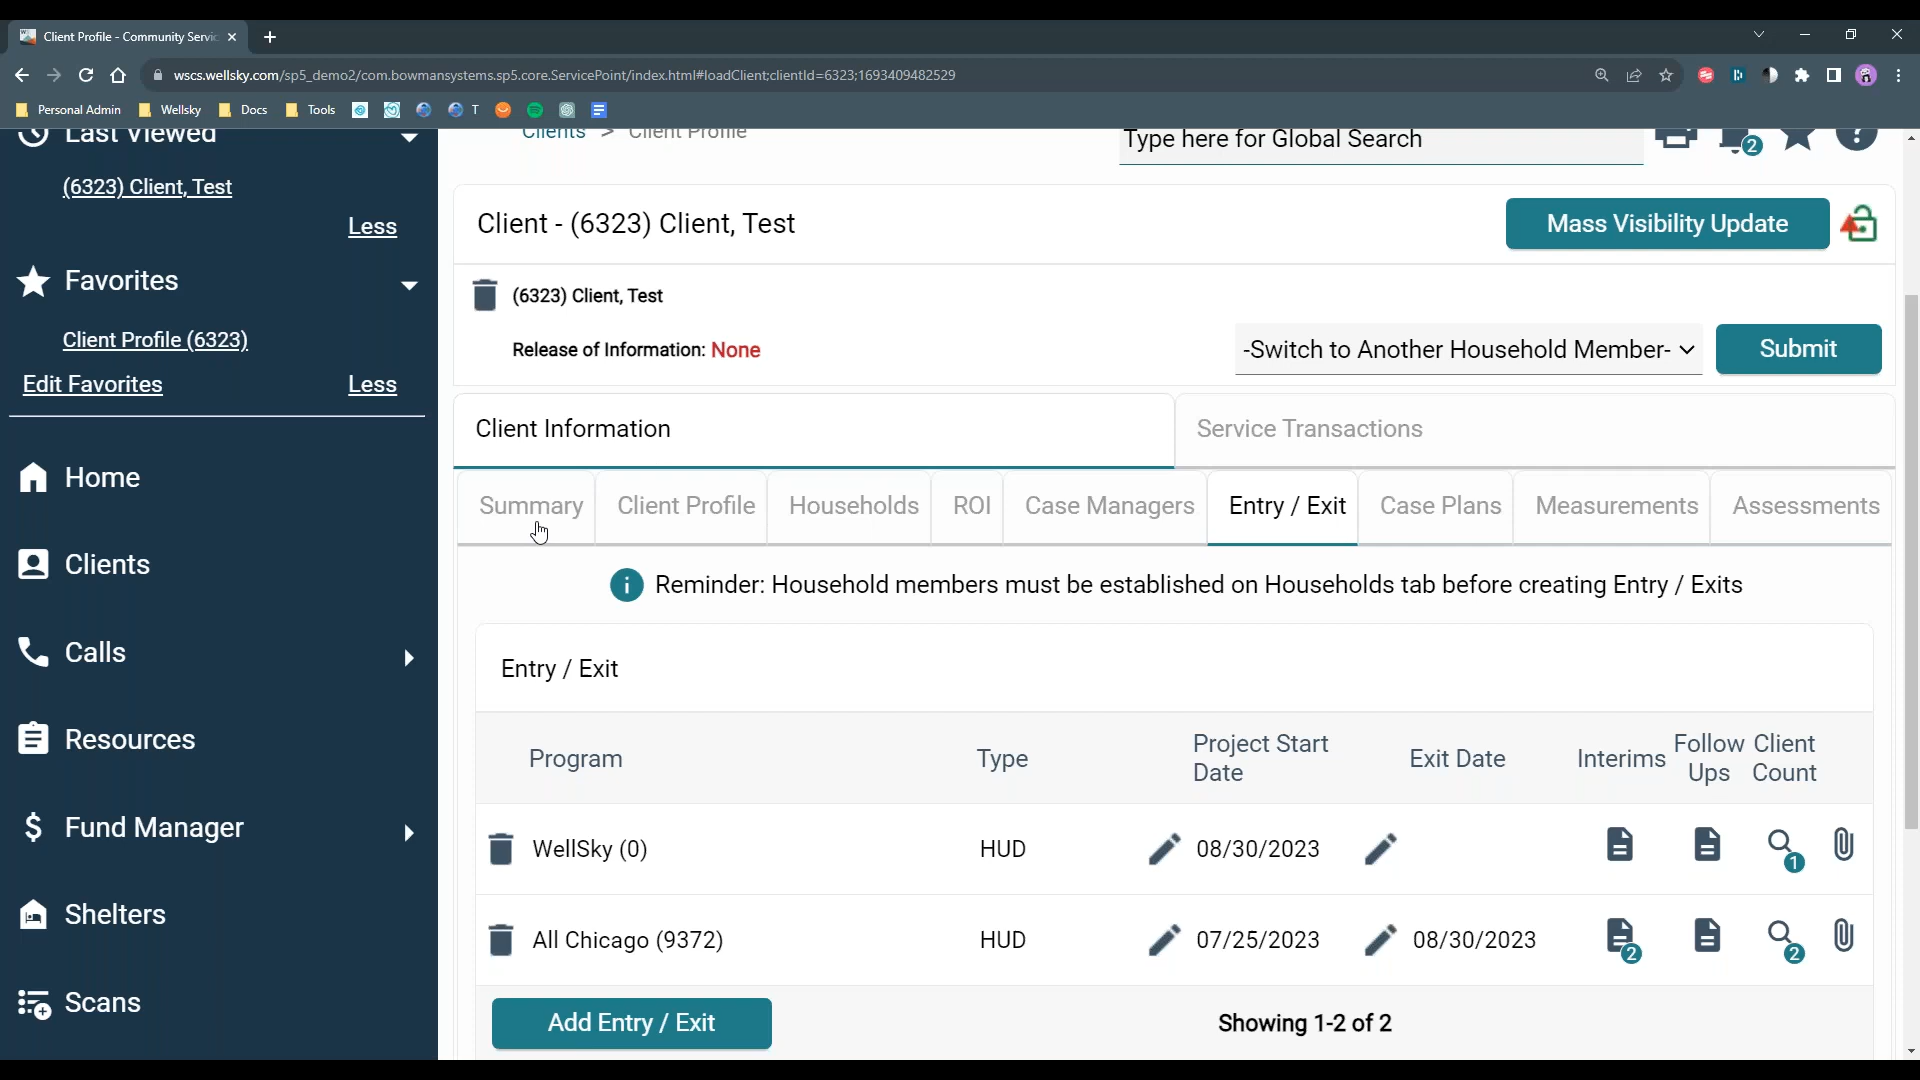 Client Profile - Community Servic
wscs.wellsky.com/sp5_demo2/com.bowmansystems.sp5.core.ServicePoint/index.html#loadClient;clientId=6323;1693409482529
Personal Admin Wellsky Docs Tools T
Last Viewed
(6323) Client, Test
Less
Favorites
Client Profile (6323)
Edit Favorites Less
Home
Clients
Calls
Resources
Fund Manager
Shelters
Scans
Clients > Client Profile
Type here for Global Search
2
Client - (6323) Client, Test
Mass Visibility Update
(6323) Client, Test
Release of Information: None
-Switch to Another Household Member- Submit
Client Information Service Transactions
Summary Client Profile Households ROI Case Managers Entry / Exit Case Plans Measurements Assessments
Reminder: Household members must be established on Households tab before creating Entry / Exits
Entry / Exit
Program Type Project Start Date Exit Date Interims Follow Ups Client Count
WellSky (0) HUD 08/30/2023 1
All Chicago (9372) HUD 07/25/2023 08/30/2023 2 2
Add Entry / Exit Showing 1-2 of 2